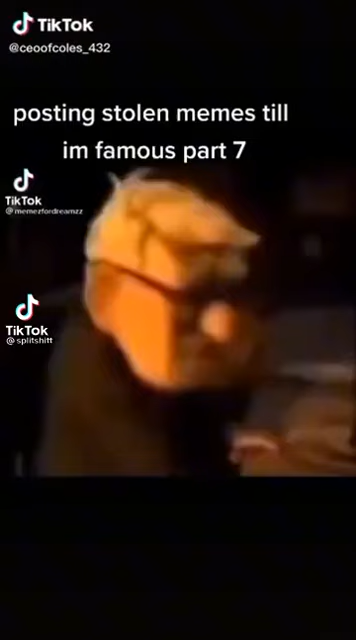 TikTok
@ceoofcoles_432
posting stolen memes till
im famous part 7
TikTok
@memezfordreamzz
TikTok
@splitshitt